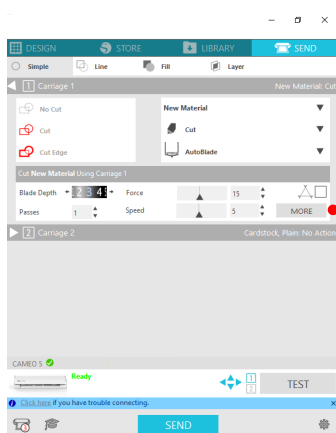 DESIGN STORE LIBRARY SEND
Simple Line Fill Layer
1 Carriage 1 New Material: Cut
No Cut New Material
Cut Cut
Cut Edge AutoBlade
Cut New Material Using Carriage 1
Blade Depth 2 3 4 Force 15
Passes 1 Speed 5 MORE
2 Carriage 2 Cardstock, Plain: No Action
CAMEO 5
Ready
1
2
TEST
Click here if you have trouble connecting. ×
SEND